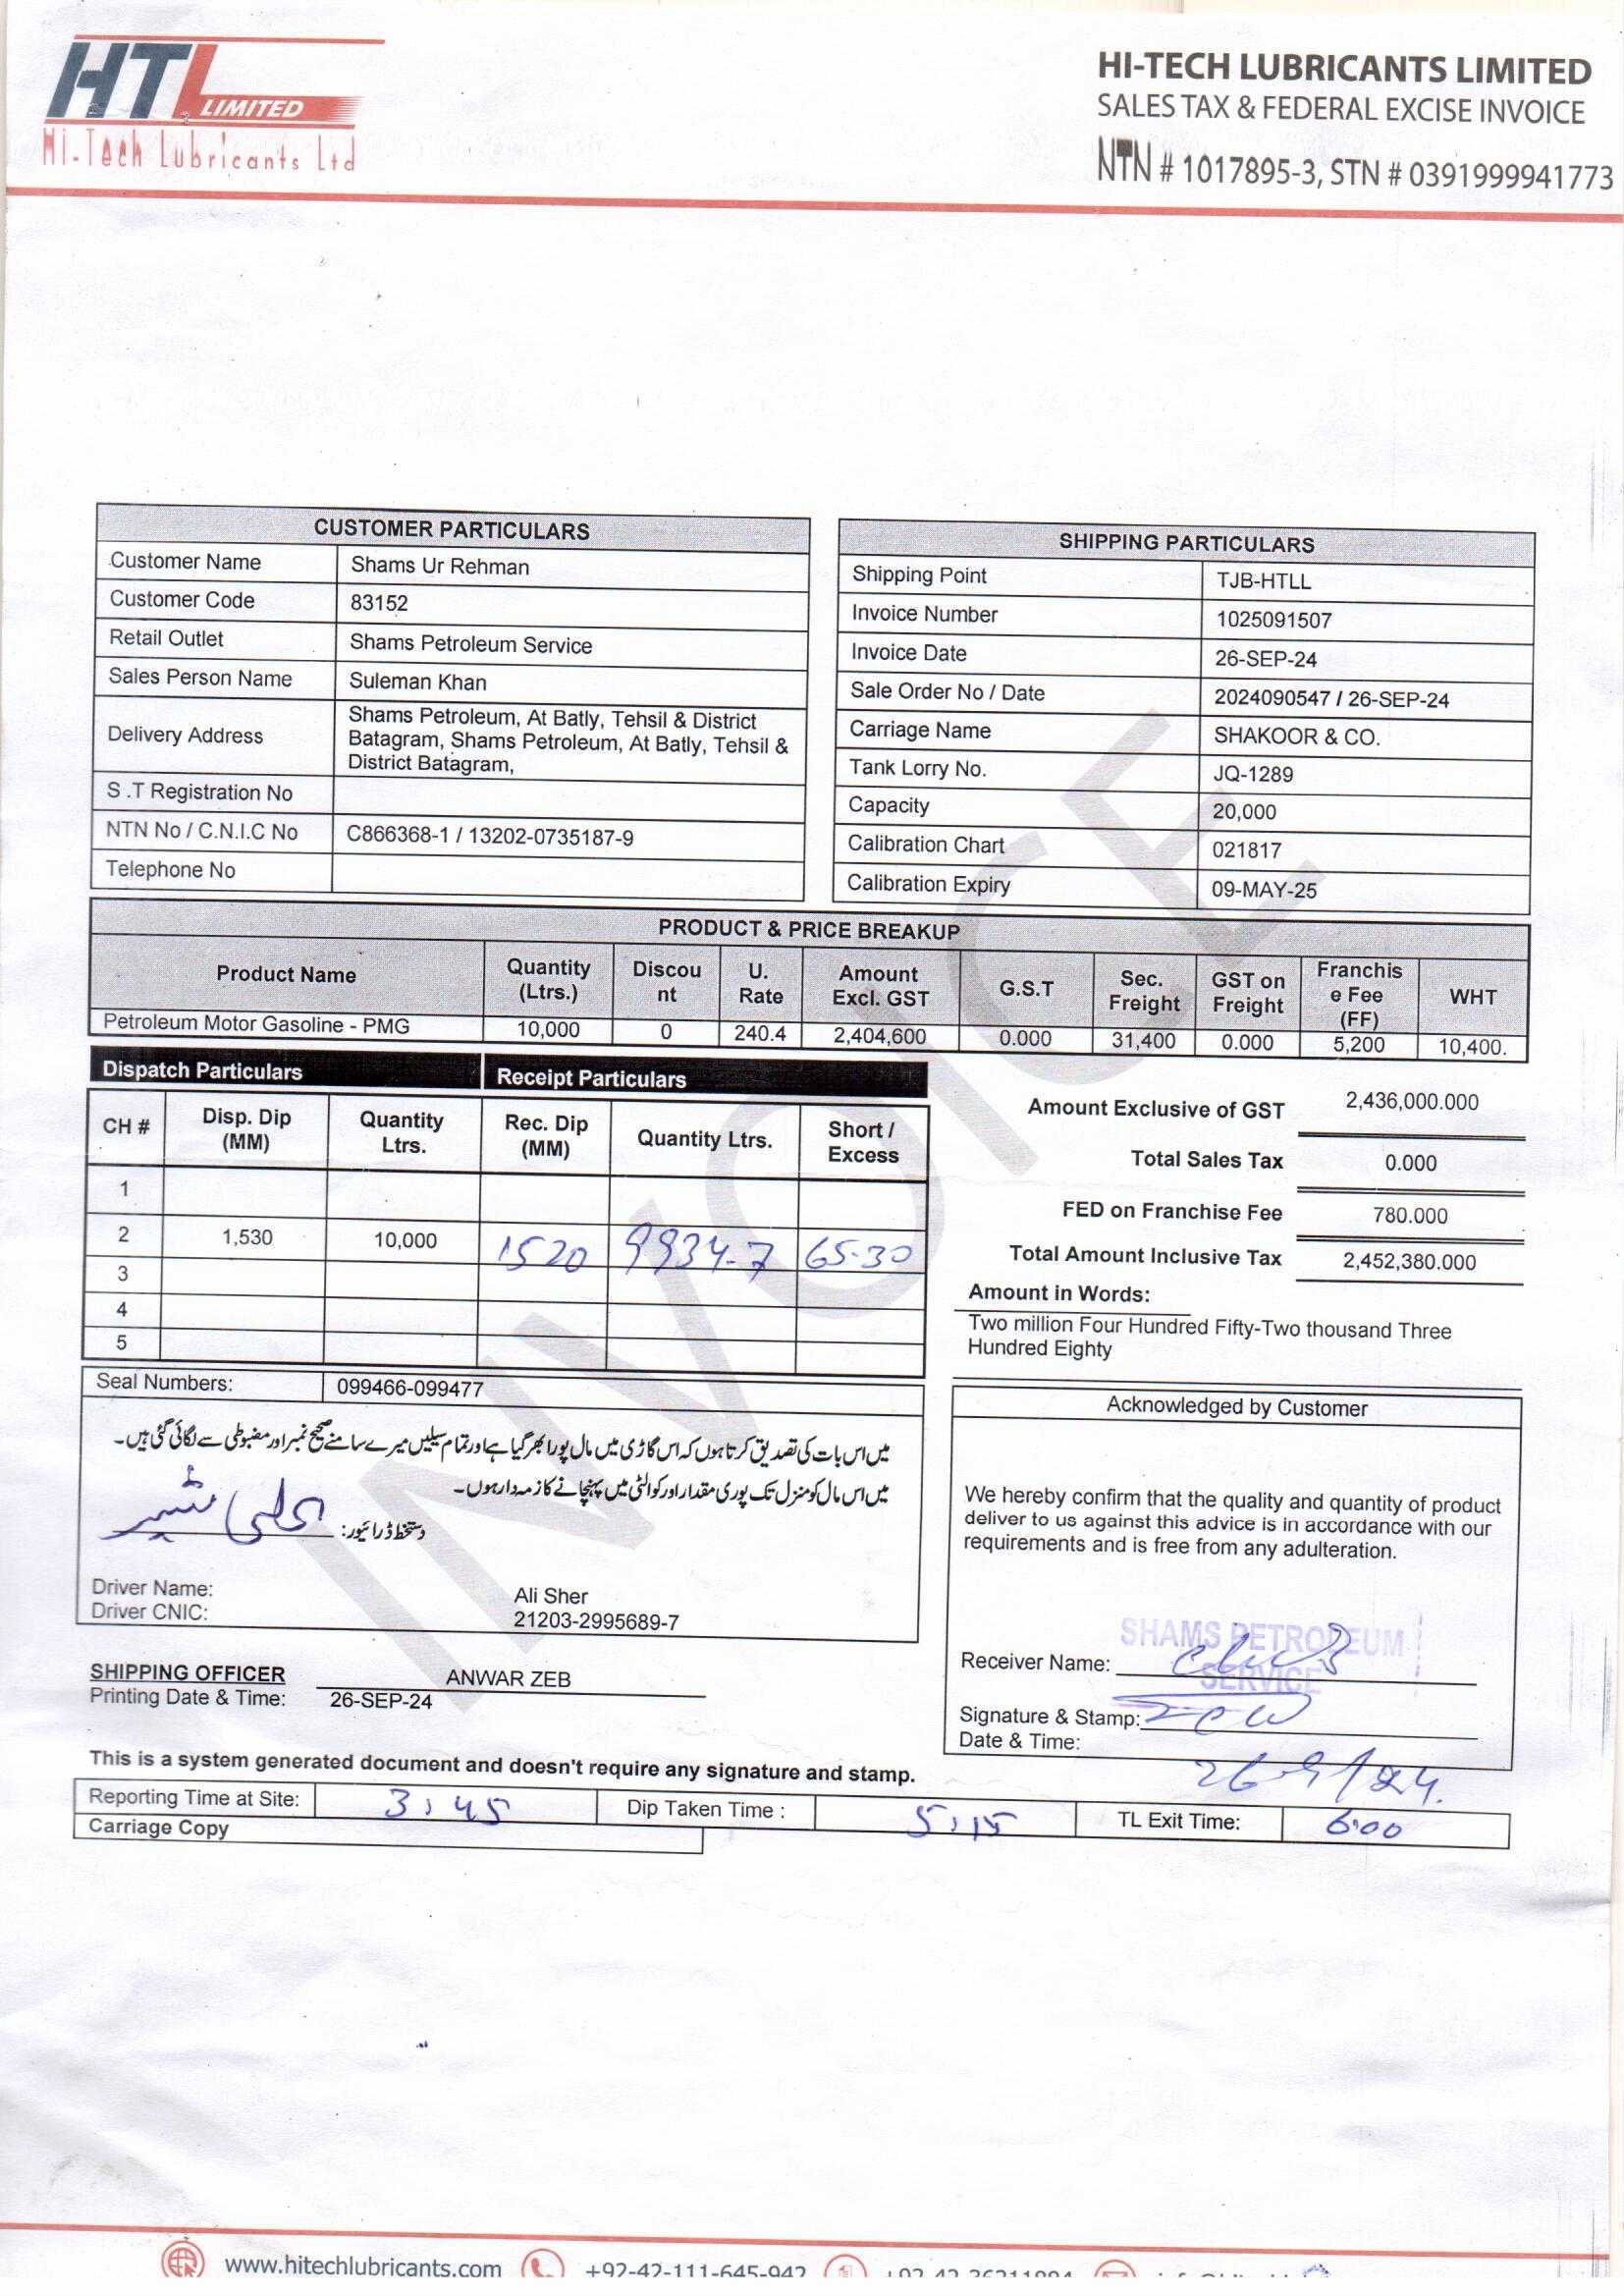 HTL LIMITED
Hi-Tech Lubricants Ltd
HI-TECH LUBRICANTS LIMITED
SALES TAX & FEDERAL EXCISE INVOICE
NTN # 1017895-3, STN # 0391999941773
CUSTOMER PARTICULARS
Customer Name Shams Ur Rehman
Customer Code 83152
Retail Outlet Shams Petroleum Service
Sales Person Name Suleman Khan
Delivery Address Shams Petroleum, At Batly, Tehsil & District
Batagram, Shams Petroleum, At Batly, Tehsil &
District Batagram,
S .T Registration No
NTN No / C.N.I.C No C866368-1 / 13202-0735187-9
Telephone No
SHIPPING PARTICULARS
Shipping Point TJB-HTLL
Invoice Number 1025091507
Invoice Date 26-SEP-24
Sale Order No / Date 2024090547 / 26-SEP-24
Carriage Name SHAKOOR & CO.
Tank Lorry No. JQ-1289
Capacity 20,000
Calibration Chart 021817
Calibration Expiry 09-MAY-25
PRODUCT & PRICE BREAKUP
Product Name Quantity (Ltrs.) Discount U. Rate Amount Excl. GST G.S.T Sec. Freight GST on Freight Franchise Fee (FF) WHT
Petroleum Motor Gasoline - PMG 10,000 0 240.4 2,404,600 0.000 31,400 0.000 5,200 10,400.
Dispatch Particulars Receipt Particulars
CH # Disp. Dip (MM) Quantity Ltrs. Rec. Dip (MM) Quantity Ltrs. Short / Excess
1
2 1,530 10,000 1520 9934-7 65-30
3
4
5
Amount Exclusive of GST 2,436,000.000
Total Sales Tax 0.000
FED on Franchise Fee 780.000
Total Amount Inclusive Tax 2,452,380.000
Amount in Words:
Two million Four Hundred Fifty-Two thousand Three
Hundred Eighty
Seal Numbers: 099466-099477
میں اس بات کی تصدیق کرتا ہوں کہ اس گاڑی میں مال پورا بھرا گیا ہے اور تمام سیلیں میرے سامنے صحیح نمبر اور مضبوطی سے لگائی گئی ہیں۔
میں اس مال کو منزل تک پوری مقدار اور کوالٹی میں پہنچانے کا زمہ دار ہوں۔
دستخط ڈرائیور: علی شیر
Driver Name: Ali Sher
Driver CNIC: 21203-2995689-7
Acknowledged by Customer
We hereby confirm that the quality and quantity of product
deliver to us against this advice is in accordance with our
requirements and is free from any adulteration.
SHAMS PETROLEUM
SERVICE
Receiver Name:
Signature & Stamp:
Date & Time: 26-9/24.
SHIPPING OFFICER ANWAR ZEB
Printing Date & Time: 26-SEP-24
This is a system generated document and doesn't require any signature and stamp.
Reporting Time at Site: 3:45 Dip Taken Time : 5:15 TL Exit Time: 6:00
Carriage Copy
INVOICE
www.hitechlubricants.com +92-42-111-645-942